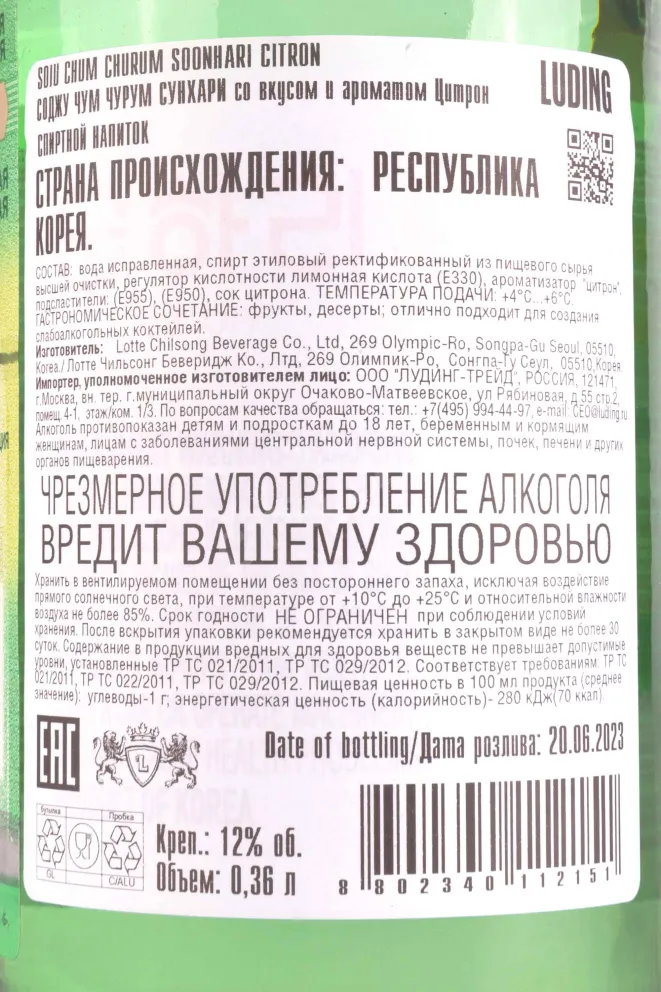 SOJU CHUM CHURUM SOONHARI CITRON
СОДЖУ ЧУМ ЧУРУМ СУНХАРИ со вкусом и ароматом Цитрон
LUDING
СПИРТНОЙ НАПИТОК
СТРАНА ПРОИСХОЖДЕНИЯ: РЕСПУБЛИКА
КОРЕЯ.
СОСТАВ: вода исправленная, спирт этиловый ректификованный из пищевого сырья
высшей очистки, регулятор кислотности лимонная кислота (Е330), ароматизатор "цитрон",
подсластители: (Е955), (Е950), сок цитрона. ТЕМПЕРАТУРА ПОДАЧИ: +4°С...+6°С.
ГАСТРОНОМИЧЕСКОЕ СОЧЕТАНИЕ: фрукты, десерты; отлично подходит для создания
слабоалкогольных коктейлей.
Изготовитель: Lotte Chilsong Beverage Co., Ltd, 269 Olympic-Ro, Songpa-Gu Seoul, 05510,
Korea./ Лотте Чильсонг Беверидж Ко., Лтд, 269 Олимпик-Ро, Сонгпа-Гу Сеул, 05510,Корея.
Импортер, уполномоченное изготовителем лицо: ООО "ЛУДИНГ-ТРЕЙД", РОССИЯ, 121471,
г.Москва, вн. тер. г.муниципальный округ Очаково-Матвеевское, ул Рябиновая, д.55 стр.2,
помещ. 4-1, этаж/ком. 1/3. По вопросам качества обращаться: тел.: +7(495) 994-44-97, e-mail: CEO@luding.ru
Алкоголь противопоказан детям и подросткам до 18 лет, беременным и кормящим
женщинам, лицам с заболеваниями центральной нервной системы, почек, печени и других
органов пищеварения.
ЧРЕЗМЕРНОЕ УПОТРЕБЛЕНИЕ АЛКОГОЛЯ
ВРЕДИТ ВАШЕМУ ЗДОРОВЬЮ
Хранить в вентилируемом помещении без постороннего запаха, исключая воздействие
прямого солнечного света, при температуре от +10°С до +25°С и относительной влажности
воздуха не более 85%. Срок годности НЕ ОГРАНИЧЕН при соблюдении условий
хранения. После вскрытия упаковки рекомендуется хранить в закрытом виде не более 30
суток. Содержание в продукции вредных для здоровья веществ не превышает допустимые
уровни, установленные ТР ТС 021/2011, ТР ТС 029/2012. Соответствует требованиям: ТР ТС
021/2011, ТР ТС 022/2011, ТР ТС 029/2012. Пищевая ценность в 100 мл продукта (среднее
значение): углеводы-1 г; энергетическая ценность (калорийность)- 280 кДж(70 ккал).
EAC
L
Date of bottling/Дата розлива: 20.06.2023
бутылка
Пробка
GL
C/ALU
Креп.: 12% об.
Объем: 0,36 л
8 802340 112151